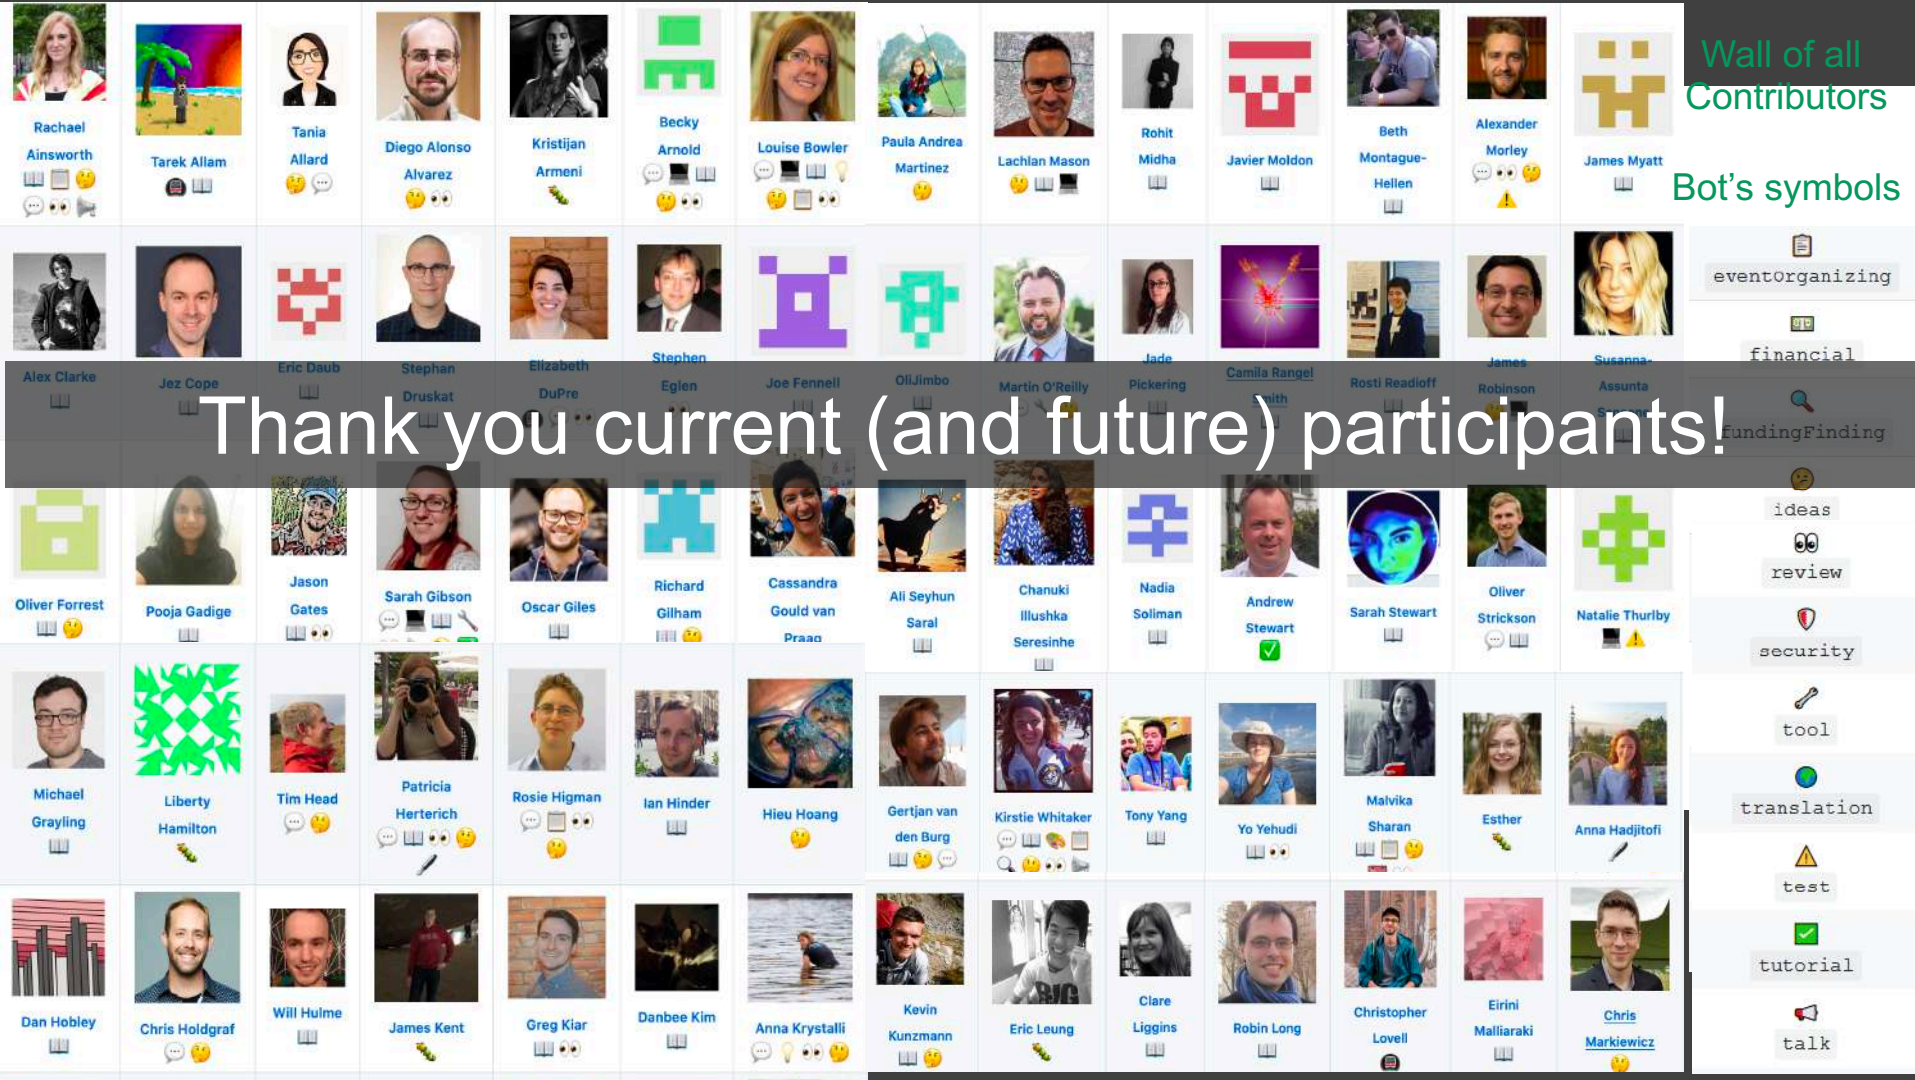 Rachael
Ainsworth
Tarek Allam
Tania
Allard
Diego Alonso
Alvarez
Kristijan
Armeni
Becky
Arnold
Louise Bowler
Paula Andrea
Martinez
Lachlan Mason
Rohit
Midha
Javier Moldon
Beth
Montague-
Hellen
Alexander
Morley
James Myatt
Wall of all
Contributors
Bot's symbols
eventOrganizing
financial
fundingFinding
ideas
review
security
tool
translation
test
tutorial
talk
Alex Clarke
Jez Cope
Eric Daub
Stephan
Druskat
Elizabeth
DuPre
Stephen
Eglen
Joe Fennell
OliJimbo
Martin O'Reilly
Jade
Pickering
Camila Rangel
Smith
Rosti Readioff
James
Robinson
Susanna-
Assunta
Thank you current (and future) participants!
Oliver Forrest
Pooja Gadige
Jason
Gates
Sarah Gibson
Oscar Giles
Richard
Gilham
Cassandra
Gould van
Praag
Ali Seyhun
Saral
Chanuki
Illushka
Seresinhe
Nadia
Soliman
Andrew
Stewart
Sarah Stewart
Oliver
Strickson
Natalie Thurlby
Michael
Grayling
Liberty
Hamilton
Tim Head
Patricia
Herterich
Rosie Higman
Ian Hinder
Hieu Hoang
Gertjan van
den Burg
Kirstie Whitaker
Tony Yang
Yo Yehudi
Malvika
Sharan
Esther
Anna Hadjitofi
Dan Hobley
Chris Holdgraf
Will Hulme
James Kent
Greg Kiar
Danbee Kim
Anna Krystalli
Kevin
Kunzmann
Eric Leung
Clare
Liggins
Robin Long
Christopher
Lovell
Eirini
Malliaraki
Chris
Markiewicz